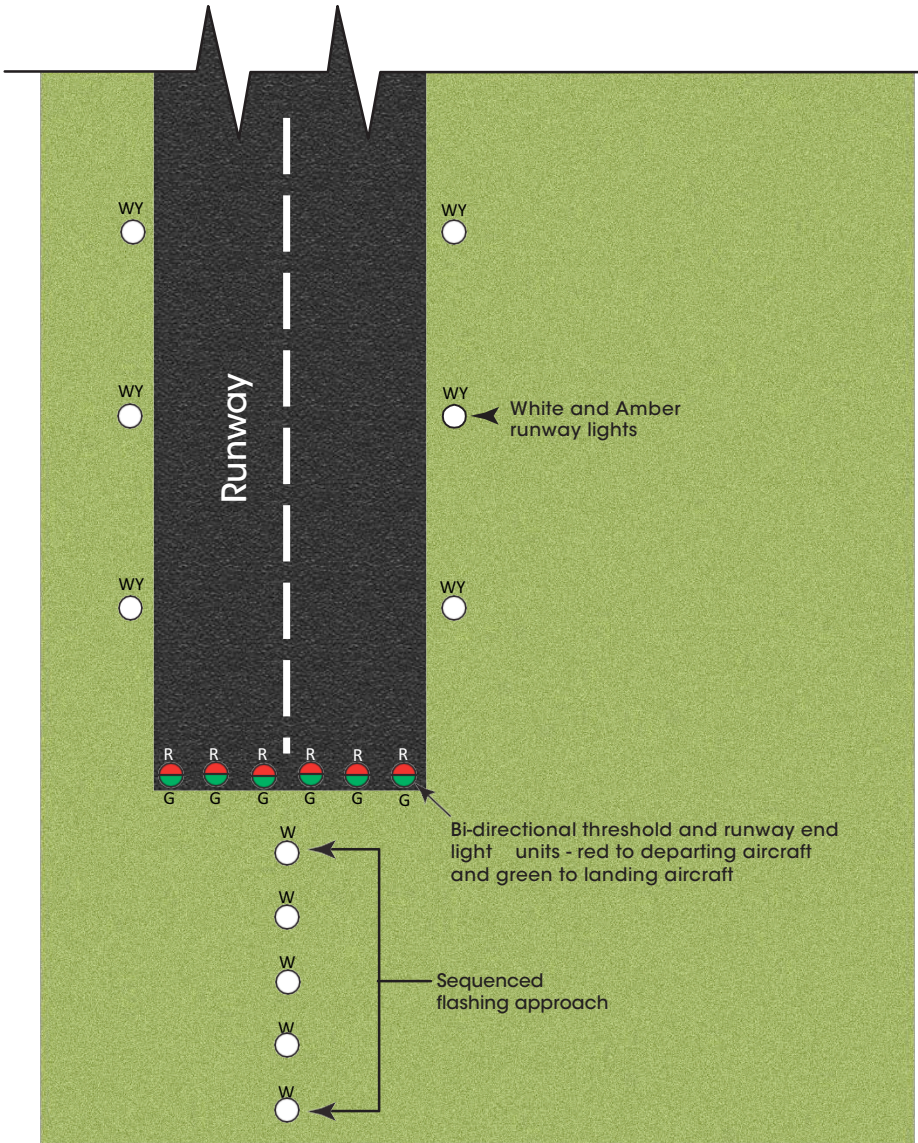 WY WY
WY WY
White and Amber
runway lights
Runway
WY WY
R R R R R R
G G G G G G
Bi-directional threshold and runway end
light units - red to departing aircraft
and green to landing aircraft
W
W
W
Sequenced
flashing approach
W
W